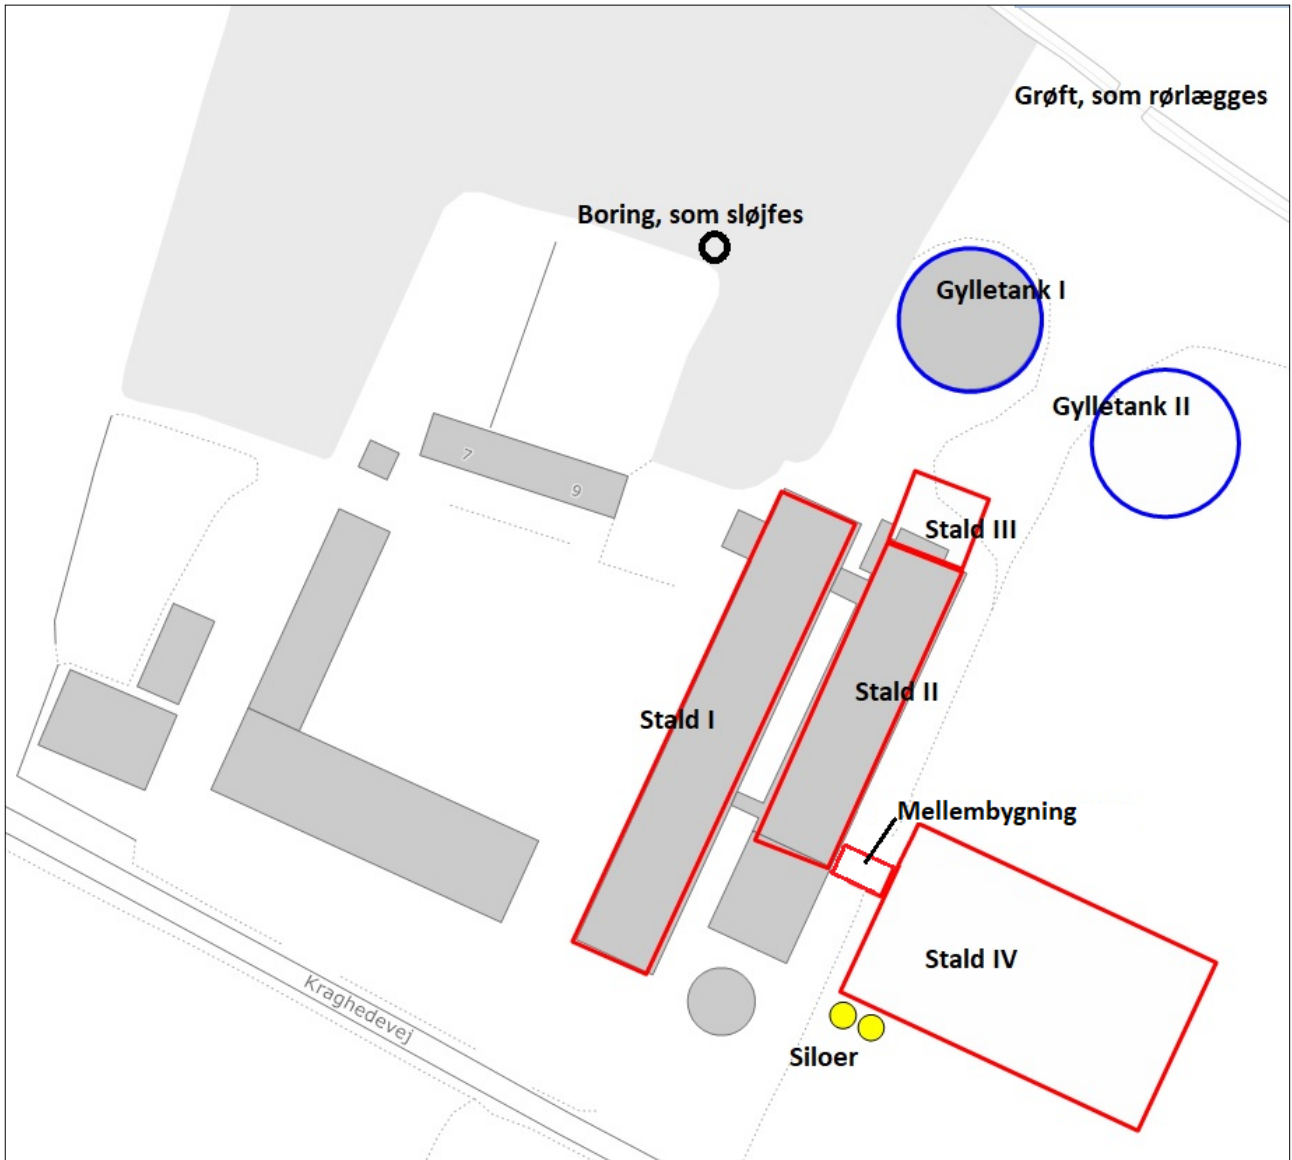 Grøft, som rørlægges
Boring, som sløjfes
Gylletank I
Gylletank II
7
9
Stald III
Stald II
Stald I
Mellembygning
Stald IV
Kraghedevej
Siloer